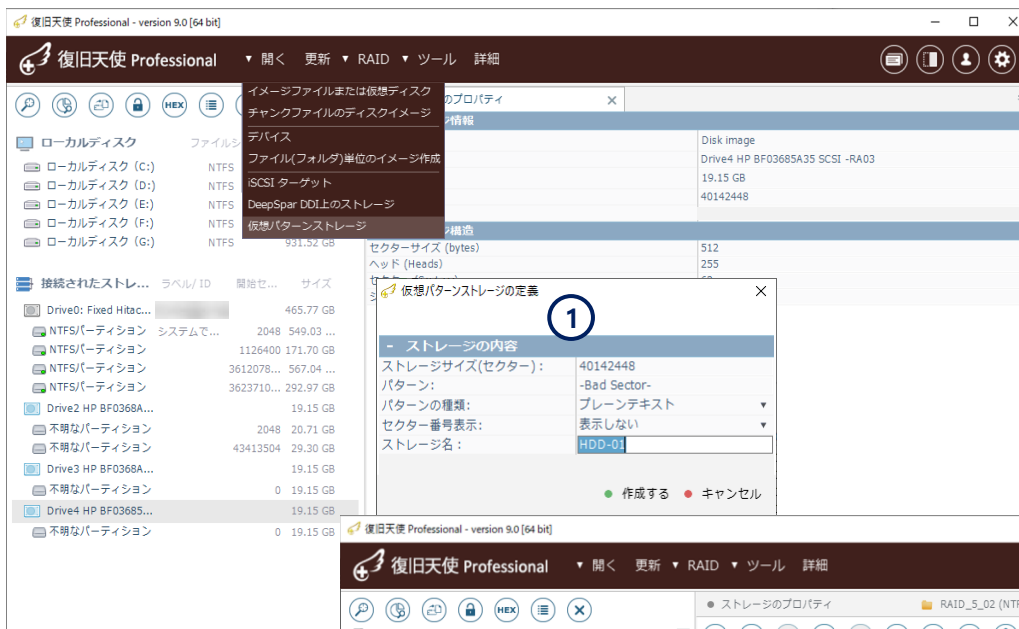 復旧天使 Professional - version 9.0 [64 bit]
復旧天使 Professional ▼ 開く 更新 ▼ RAID ▼ ツール 詳細
イメージファイルまたは仮想ディスク
チャンクファイルのディスクイメージ
デバイス
ファイル(フォルダ)単位のイメージ作成
iSCSI ターゲット
DeepSpar DDI上のストレージ
仮想パターンストレージ
HEX
のプロパティ
ジ情報
Disk image
Drive4 HP BF03685A35 SCSI -RA03
19.15 GB
40142448
ジ構造
セクターサイズ (bytes) 512
ヘッド (Heads) 255
ローカルディスク ファイルシ
ローカルディスク (C:) NTFS
ローカルディスク (D:) NTFS
ローカルディスク (E:) NTFS
ローカルディスク (F:) NTFS
ローカルディスク (G:) NTFS 931.52 GB
接続されたストレ... ラベル/ ID 開始セ... サイズ
Drive0: Fixed Hitac... 465.77 GB
NTFSパーティション システムで... 2048 549.03 ...
NTFSパーティション 1126400 171.70 GB
NTFSパーティション 3612078... 567.04 ...
NTFSパーティション 3623710... 292.97 GB
Drive2 HP BF0368A... 19.15 GB
不明なパーティション 2048 20.71 GB
不明なパーティション 43413504 29.30 GB
Drive3 HP BF0368A... 19.15 GB
不明なパーティション 0 19.15 GB
Drive4 HP BF03685... 19.15 GB
不明なパーティション 0 19.15 GB
仮想パターンストレージの定義
1
- ストレージの内容
ストレージサイズ(セクター) : 40142448
パターン: -Bad Sector-
パターンの種類: プレーンテキスト ▼
セクター番号表示: 表示しない ▼
ストレージ名 : HDD-01
作成する キャンセル
復旧天使 Professional - version 9.0 [64 bit]
復旧天使 Professional ▼ 開く 更新 ▼ RAID ▼ ツール 詳細
HEX
ストレージのプロパティ RAID_5_02 (NTF